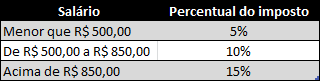 Salário Percentual do imposto
Menor que R$ 500,00 5%
De R$ 500,00 a R$ 850,00 10%
Acima de R$ 850,00 15%